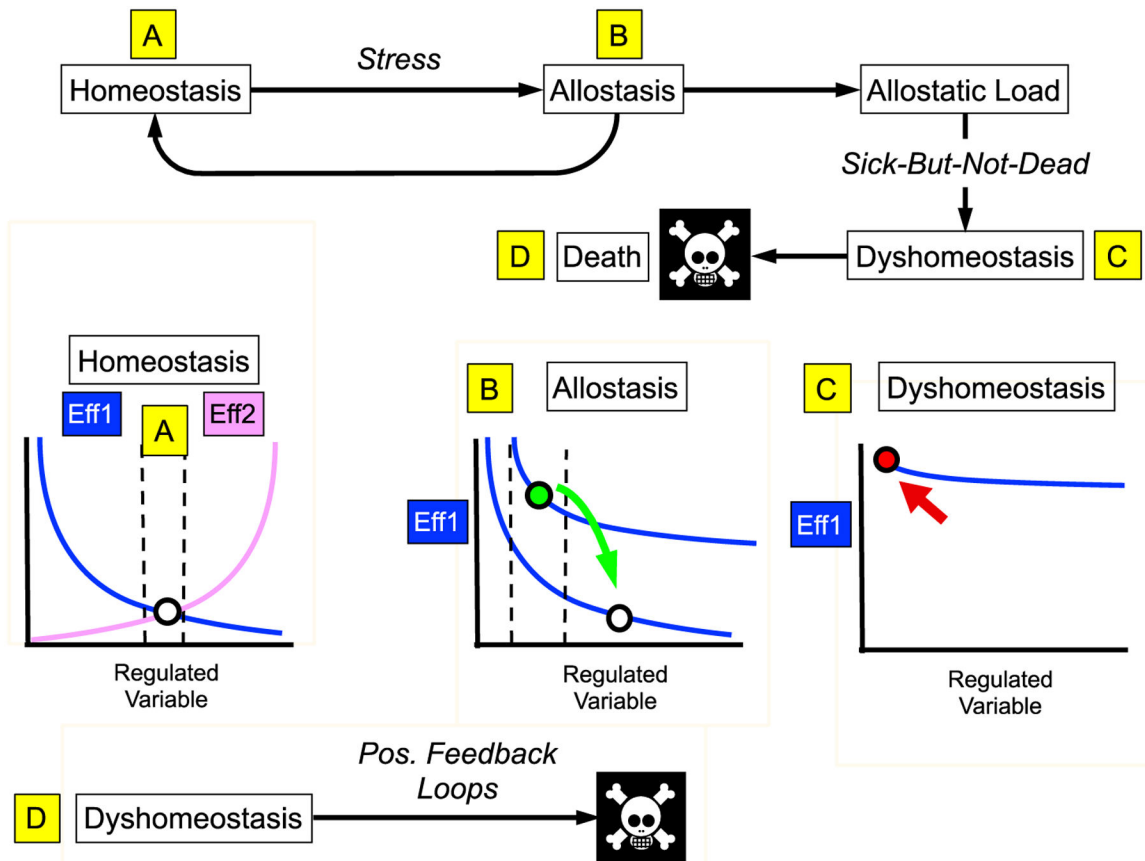 A
B
Stress
Homeostasis
Allostasis
Allostatic Load
Sick-But-Not-Dead
D
Death
Dyshomeostasis
C
Homeostasis
Eff1
A
Eff2
Regulated
Variable
B
Allostasis
Eff1
Regulated
Variable
C
Dyshomeostasis
Eff1
Regulated
Variable
Pos. Feedback
Loops
D
Dyshomeostasis